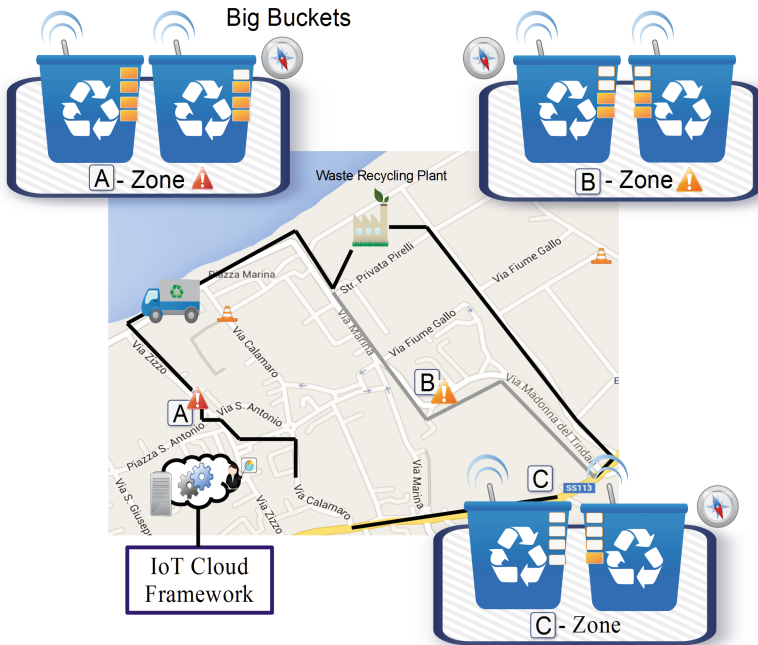 Big Buckets
A - Zone
B - Zone
Waste Recycling Plant
Via Fiume Gallo
Str. Privata Pirelli
Piazza Marina
Via Marina
Via Fiume Gallo
Via Calamaro
Via Zizzo
B
Via Madonna del Tindari
A
Via S. Antonio
Piazza S. Antonio
C
SS113
Via Marina
Via Calamaro
Via Zizzo
IoT Cloud
Framework
C - Zone